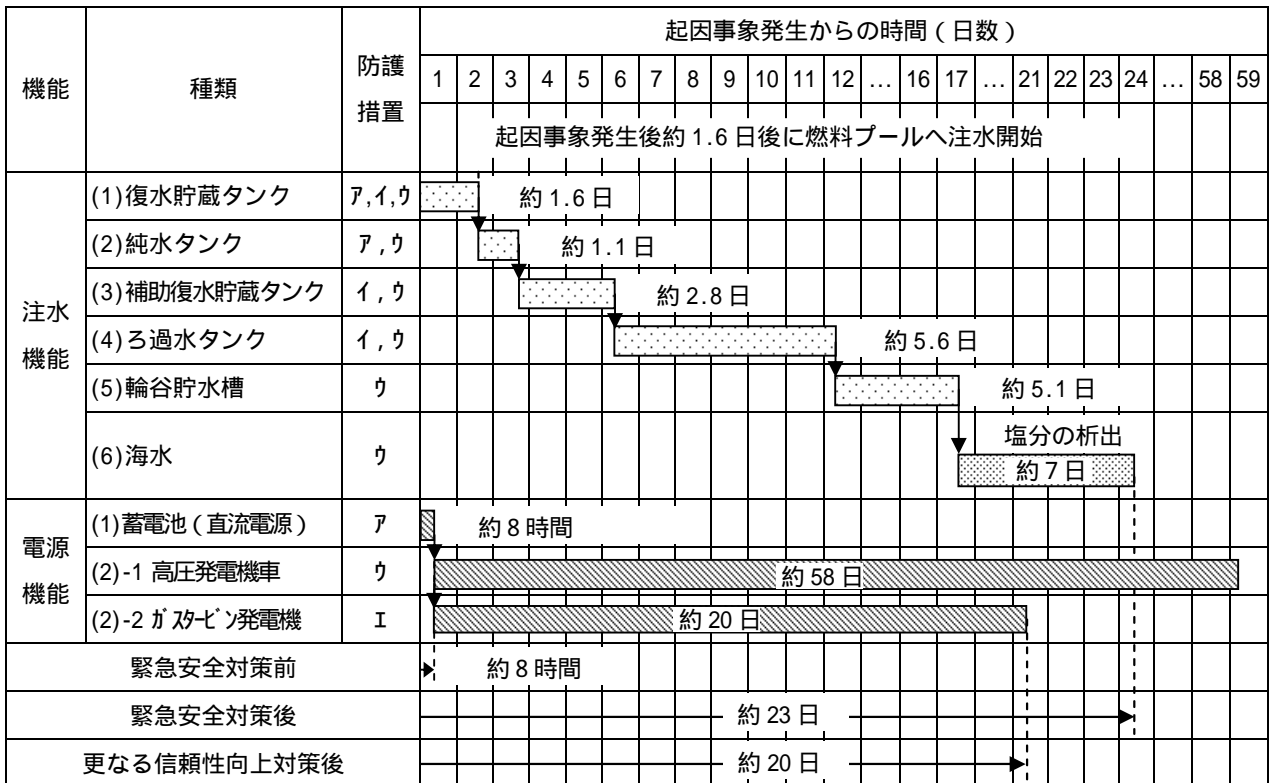 機能
種類
防護
措置
起因事象発生からの時間(日数)
1 2 3 4 5 6 7 8 9 10 11 12 … 16 17 … 21 22 23 24 … 58 59
起因事象発生後約 1.6 日後に燃料プールへ注水開始
注水
機能
(1)復水貯蔵タンク ア,イ,ウ 約 1.6 日
(2)純水タンク ア,ウ 約 1.1 日
(3)補助復水貯蔵タンク イ,ウ 約 2.8 日
(4)ろ過水タンク イ,ウ 約 5.6 日
(5)輪谷貯水槽 ウ 約 5.1 日
塩分の析出
(6)海水 ウ 約 7 日
電源
機能
(1)蓄電池(直流電源) ア 約 8 時間
(2)-1 高圧発電機車 ウ 約 58 日
(2)-2 ガスタービン発電機 エ 約 20 日
緊急安全対策前 約 8 時間
緊急安全対策後 約 23 日
更なる信頼性向上対策後 約 20 日